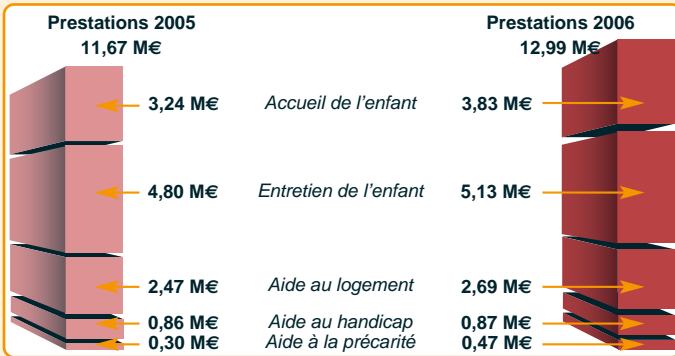 Prestations 2005 Prestations 2006
11,67 M€ 12,99 M€
3,24 M€ Accueil de l'enfant 3,83 M€
4,80 M€ Entretien de l'enfant 5,13 M€
2,47 M€ Aide au logement 2,69 M€
0,86 M€ Aide au handicap 0,87 M€
0,30 M€ Aide à la précarité 0,47 M€